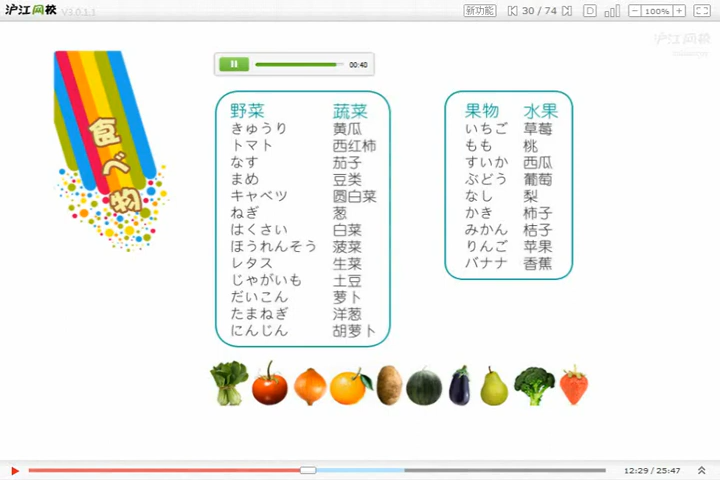 沪江网校 V3.0.1.1
新功能 30 / 74 D 100%
沪江网校
00:40
食べ物
野菜 蔬菜
きゅうり 黄瓜
トマト 西红柿
なす 茄子
まめ 豆类
キャベツ 圆白菜
ねぎ 葱
はくさい 白菜
ほうれんそう 菠菜
レタス 生菜
じゃがいも 土豆
だいこん 萝卜
たまねぎ 洋葱
にんじん 胡萝卜
果物 水果
いちご 草莓
もも 桃
すいか 西瓜
ぶどう 葡萄
なし 梨
かき 柿子
みかん 桔子
りんご 苹果
バナナ 香蕉
12:29 / 25:47